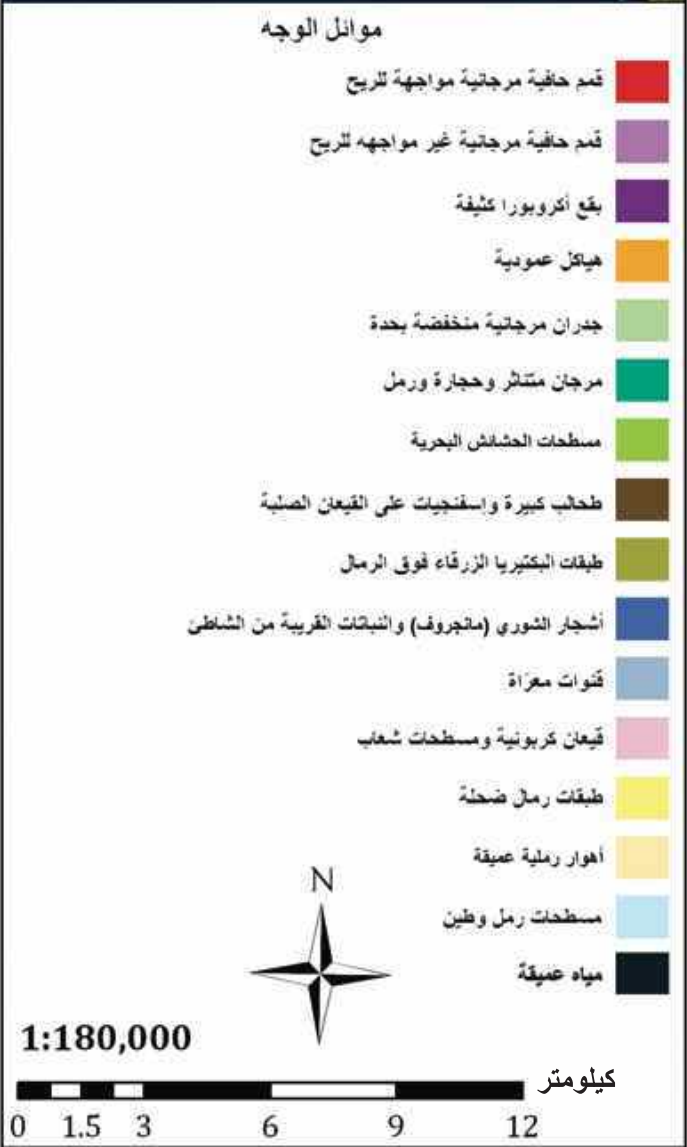 موائل الوجه
قمم حافية مرجانية مواجهة للريح
قمم حافية مرجانية غير مواجهه للريح
بقع أكروبورا كثيفة
هياكل عمودية
جدران مرجانية منخفضة بحدة
مرجان متناثر وحجارة ورمل
مسطحات الحشائش البحرية
طحالب كبيرة وإسفنجيات على القيعان الصلبة
طبقات البكتيريا الزرقاء فوق الرمال
أشجار الشوري (مانجروف) والنباتات القريبة من الشاطئ
قنوات معرّاة
قيعان كربونية ومسطحات شعاب
طبقات رمال ضحلة
أهوار رملية عميقة
مسطحات رمل وطين
مياه عميقة
N
1:180,000
كيلومتر
0 1.5 3 6 9 12